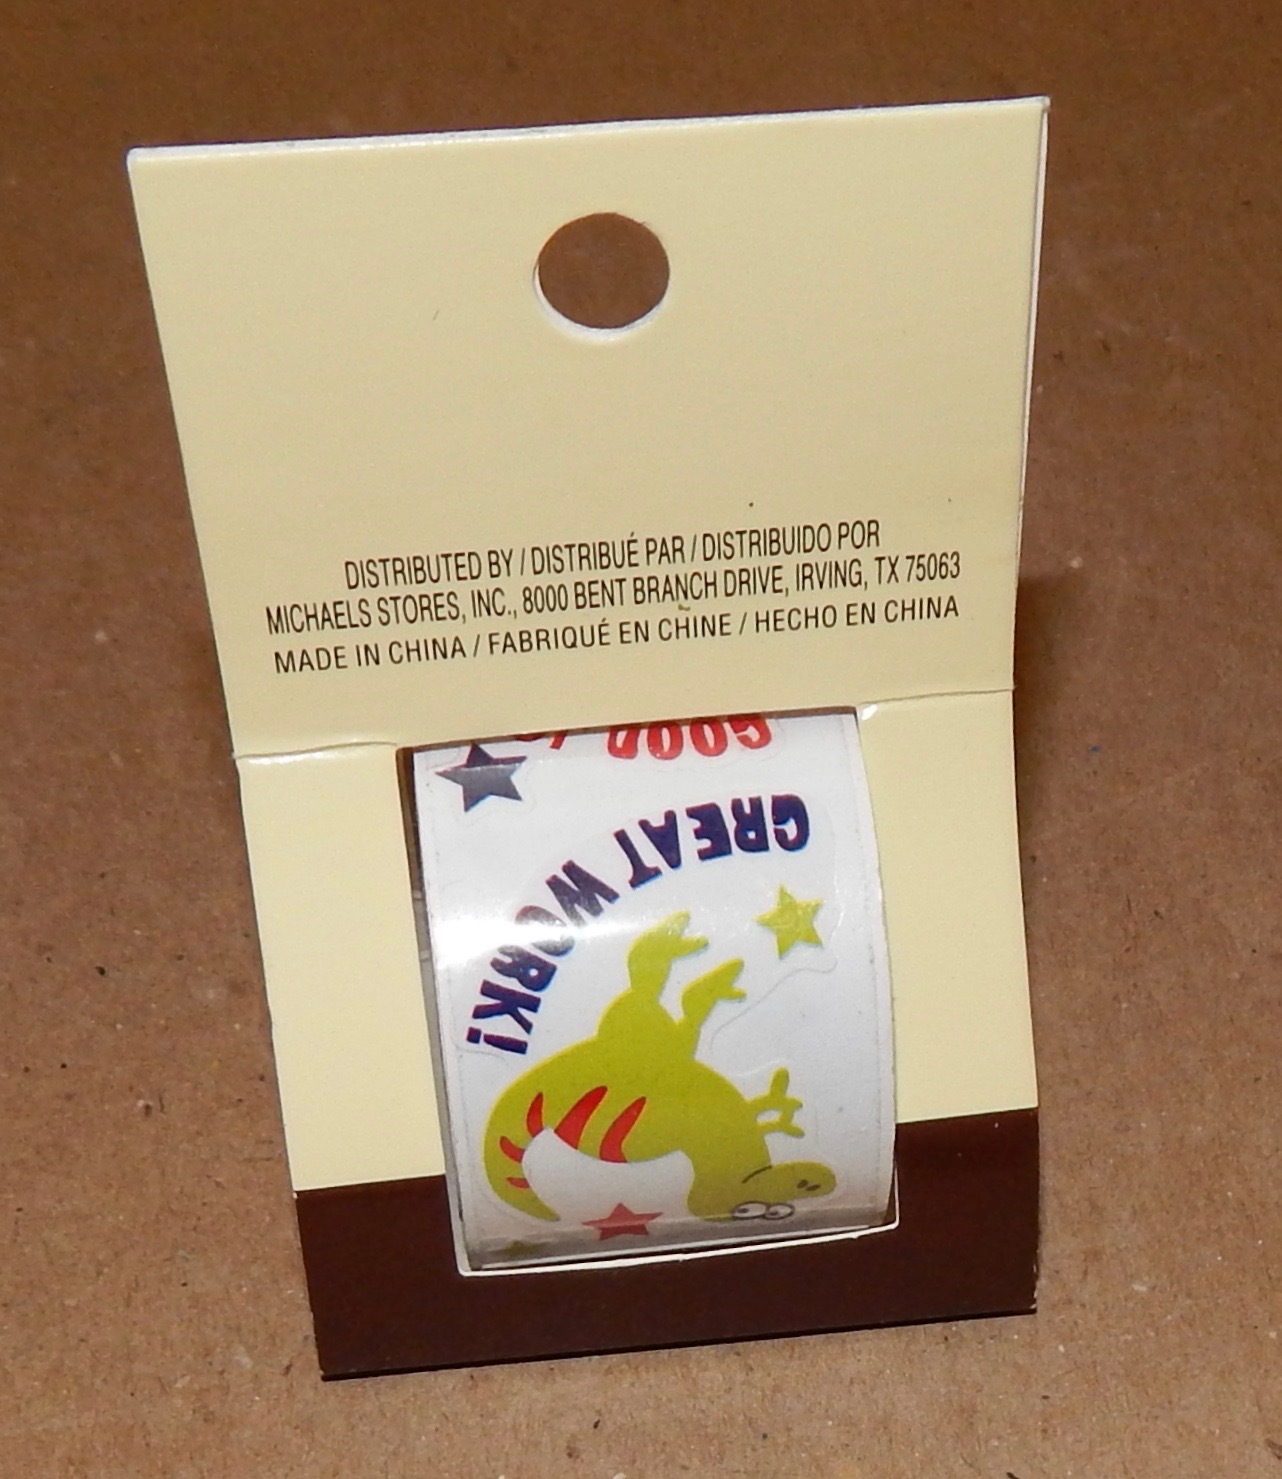 DISTRIBUTED BY / DISTRIBUÉ PAR / DISTRIBUIDO POR
MICHAELS STORES, INC., 8000 BENT BRANCH DRIVE, IRVING, TX 75063
MADE IN CHINA / FABRIQUÉ EN CHINE / HECHO EN CHINA
GOOD
GREAT WORK!